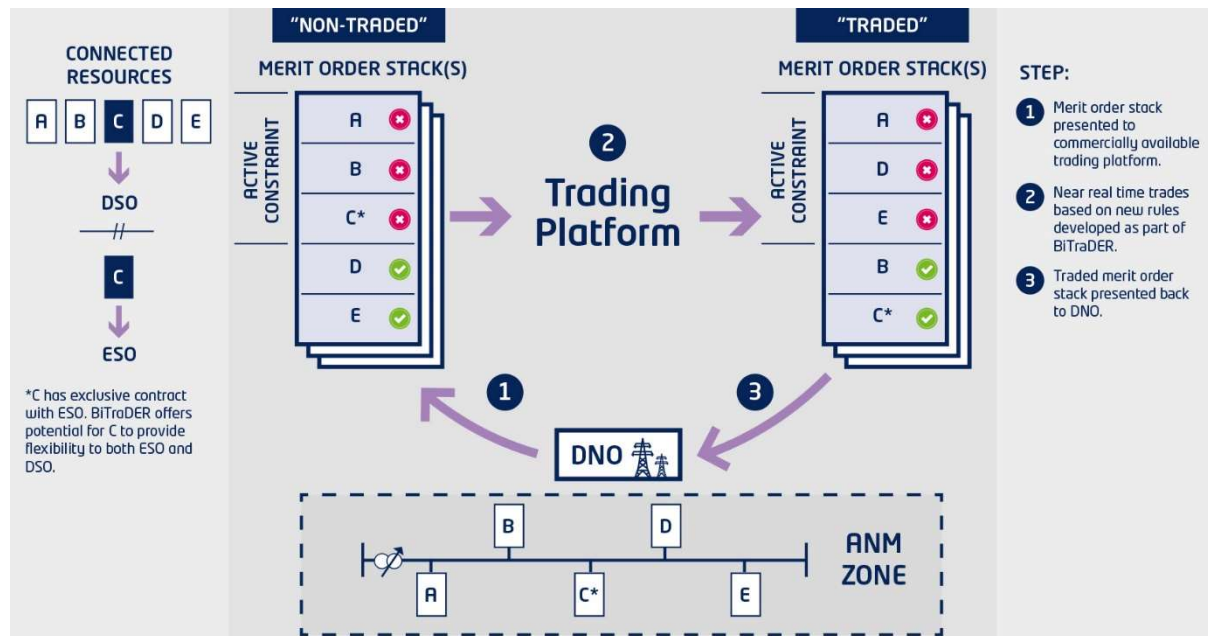 CONNECTED
RESOURCES
A B C D E
DSO
C
ESO
*C has exclusive contract
with ESO. BiTraDER offers
potential for C to provide
flexibility to both ESO and
DSO.
"NON-TRADED"
MERIT ORDER STACK(S)
ACTIVE
CONSTRAINT
A
B
C*
D
E
2
Trading
Platform
"TRADED"
MERIT ORDER STACK(S)
ACTIVE
CONSTRAINT
A
D
E
B
C*
1
3
DNO
B
D
A
C*
E
ANM
ZONE
STEP:
1 Merit order stack
presented to
commercially available
trading platform.
2 Near real time trades
based on new rules
developed as part of
BiTraDER.
3 Traded merit order
stack presented back
to DNO.